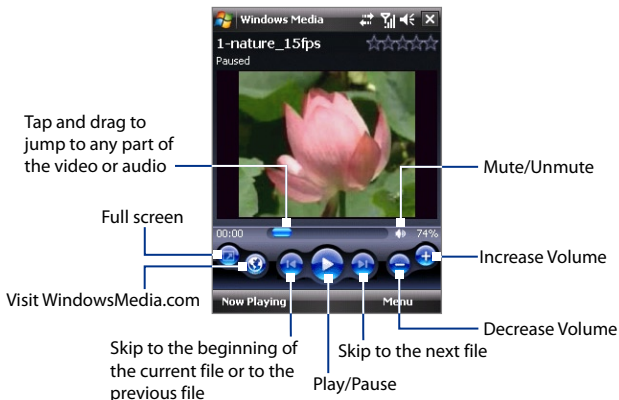 Windows Media
1-nature_15fps
Paused
Tap and drag to
jump to any part of
the video or audio
Mute/Unmute
Full screen
00:00
74%
Increase Volume
Visit WindowsMedia.com
Now Playing
Menu
Decrease Volume
Skip to the beginning of
the current file or to the
previous file
Skip to the next file
Play/Pause